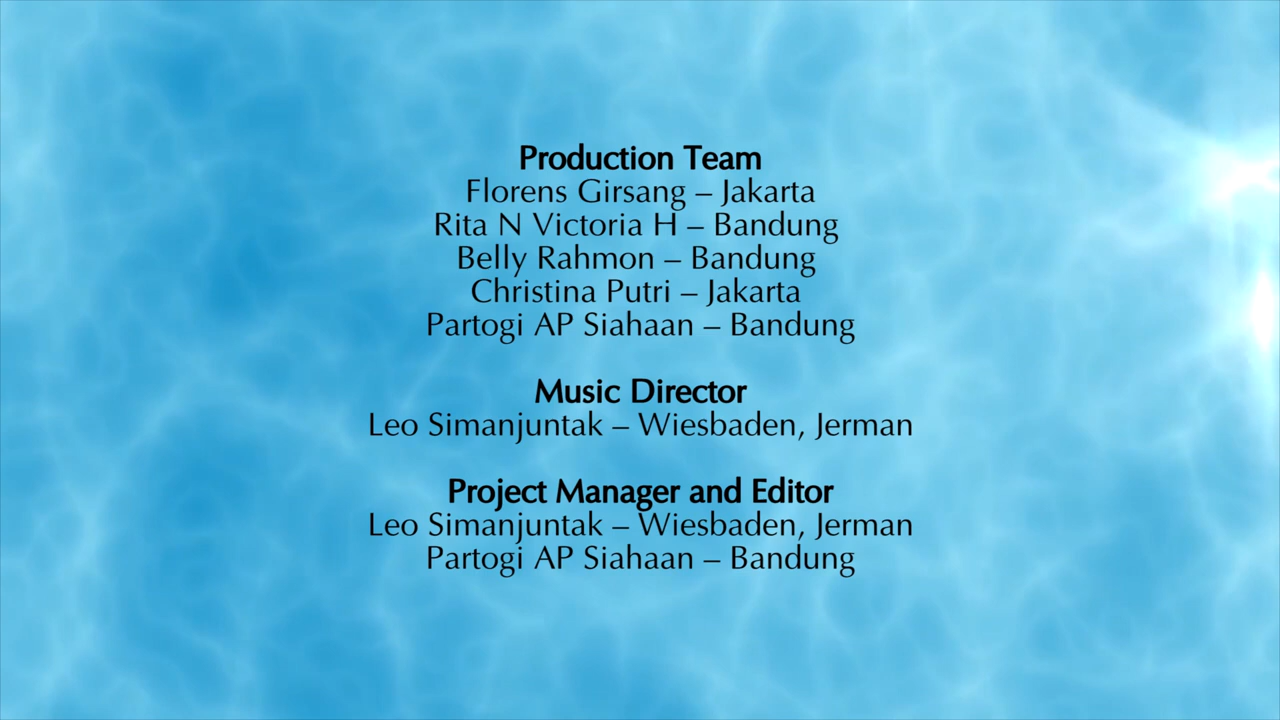 Production Team
Florens Girsang – Jakarta
Rita N Victoria H – Bandung
Belly Rahmon – Bandung
Christina Putri – Jakarta
Partogi AP Siahaan – Bandung
Music Director
Leo Simanjuntak – Wiesbaden, Jerman
Project Manager and Editor
Leo Simanjuntak – Wiesbaden, Jerman
Partogi AP Siahaan – Bandung